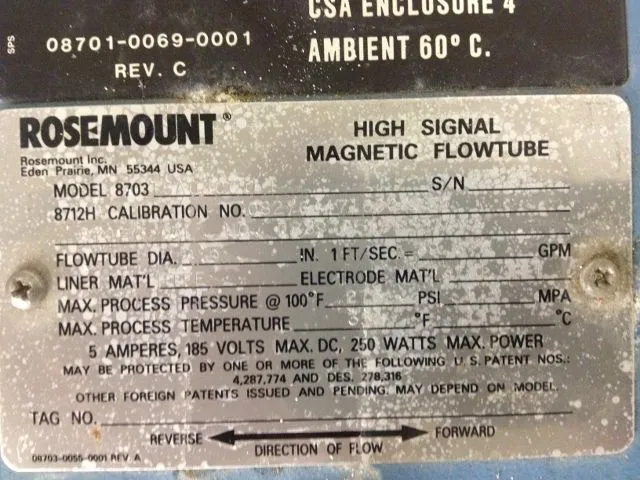 CSA ENCLOSURE 4
SPS
08701-0069-0001
REV. C
AMBIENT 60° C.
ROSEMOUNT®
Rosemount Inc.
Eden Prairie, MN 55344 USA
HIGH SIGNAL
MAGNETIC FLOWTUBE
MODEL 8703 S/N
8712H CALIBRATION NO.
FLOWTUBE DIA. IN. 1 FT/SEC.= GPM
LINER MAT'L ELECTRODE MAT'L
MAX. PROCESS PRESSURE @ 100°F PSI MPA
MAX. PROCESS TEMPERATURE °F °C
5 AMPERES, 185 VOLTS MAX. DC, 250 WATTS MAX. POWER
MAY BE PROTECTED BY ONE OR MORE OF THE FOLLOWING U.S. PATENT NOS.:
4,287,774 AND DES. 278,316
OTHER FOREIGN PATENTS ISSUED AND PENDING. MAY DEPEND ON MODEL.
TAG NO.
REVERSE FORWARD
DIRECTION OF FLOW
08703-0055-0001 REV. A